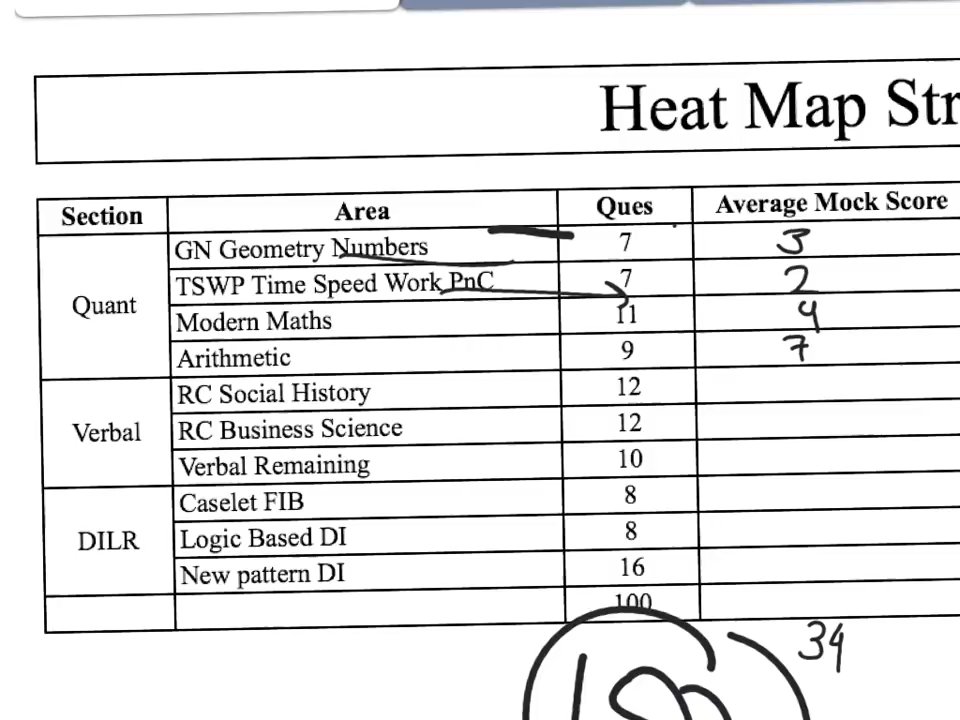 Heat Map Str
Section Area Ques Average Mock Score
Quant
GN Geometry Numbers 7 3
TSWP Time Speed Work PnC 7 2
Modern Maths 11 4
Arithmetic 9 7
Verbal
RC Social History 12
RC Business Science 12
Verbal Remaining 10
DILR
Caselet FIB 8
Logic Based DI 8
New pattern DI 16
100
34